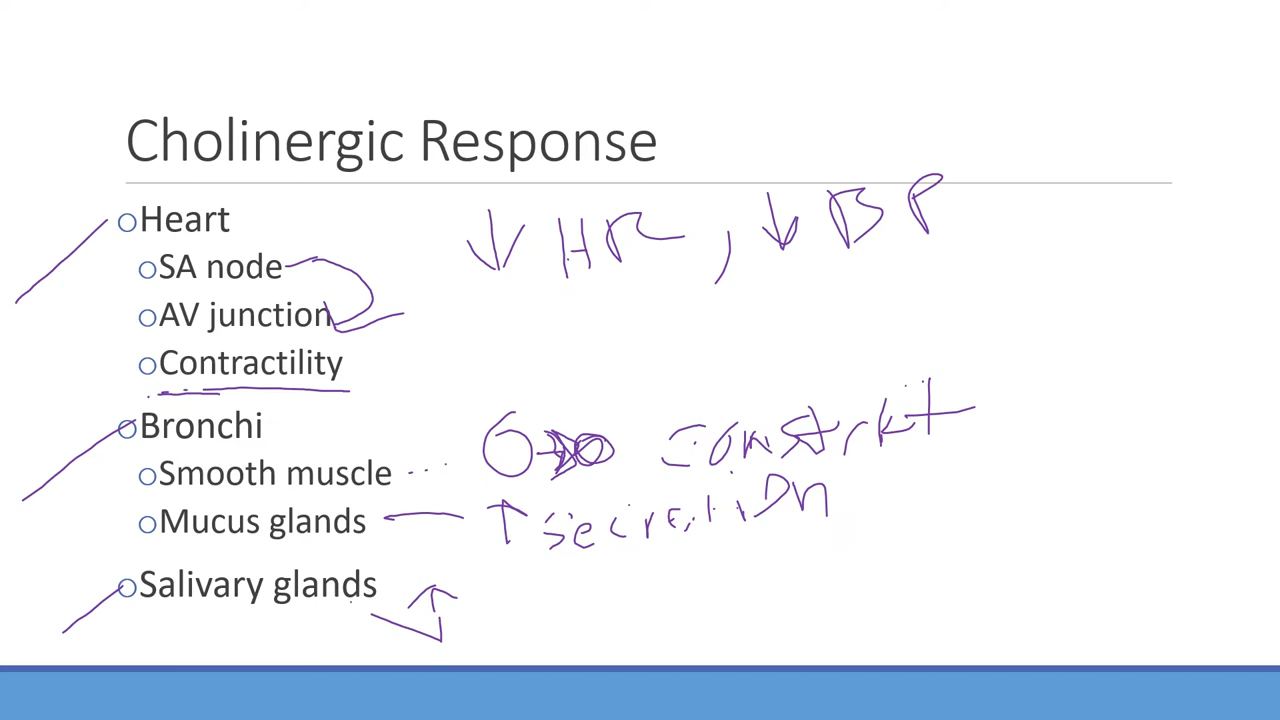 Cholinergic Response
○Heart ↓ HR, ↓ BP
○SA node
○AV junction
○Contractility
○Bronchi
○Smooth muscle constrict
○Mucus glands ↑ secretion
○Salivary glands ↑